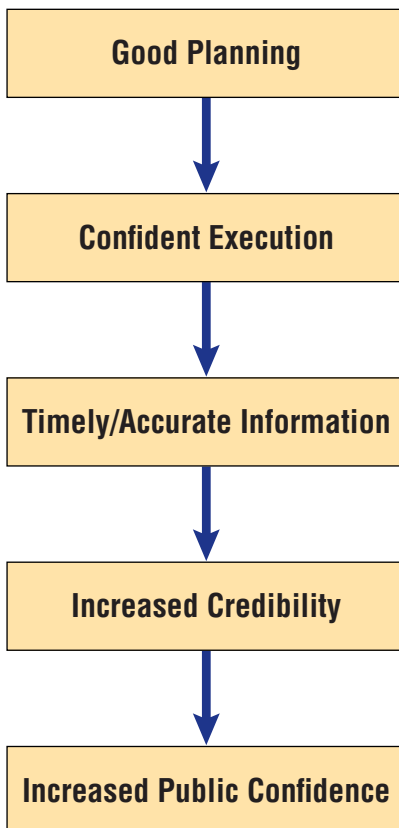 Good Planning
Confident Execution
Timely/Accurate Information
Increased Credibility
Increased Public Confidence